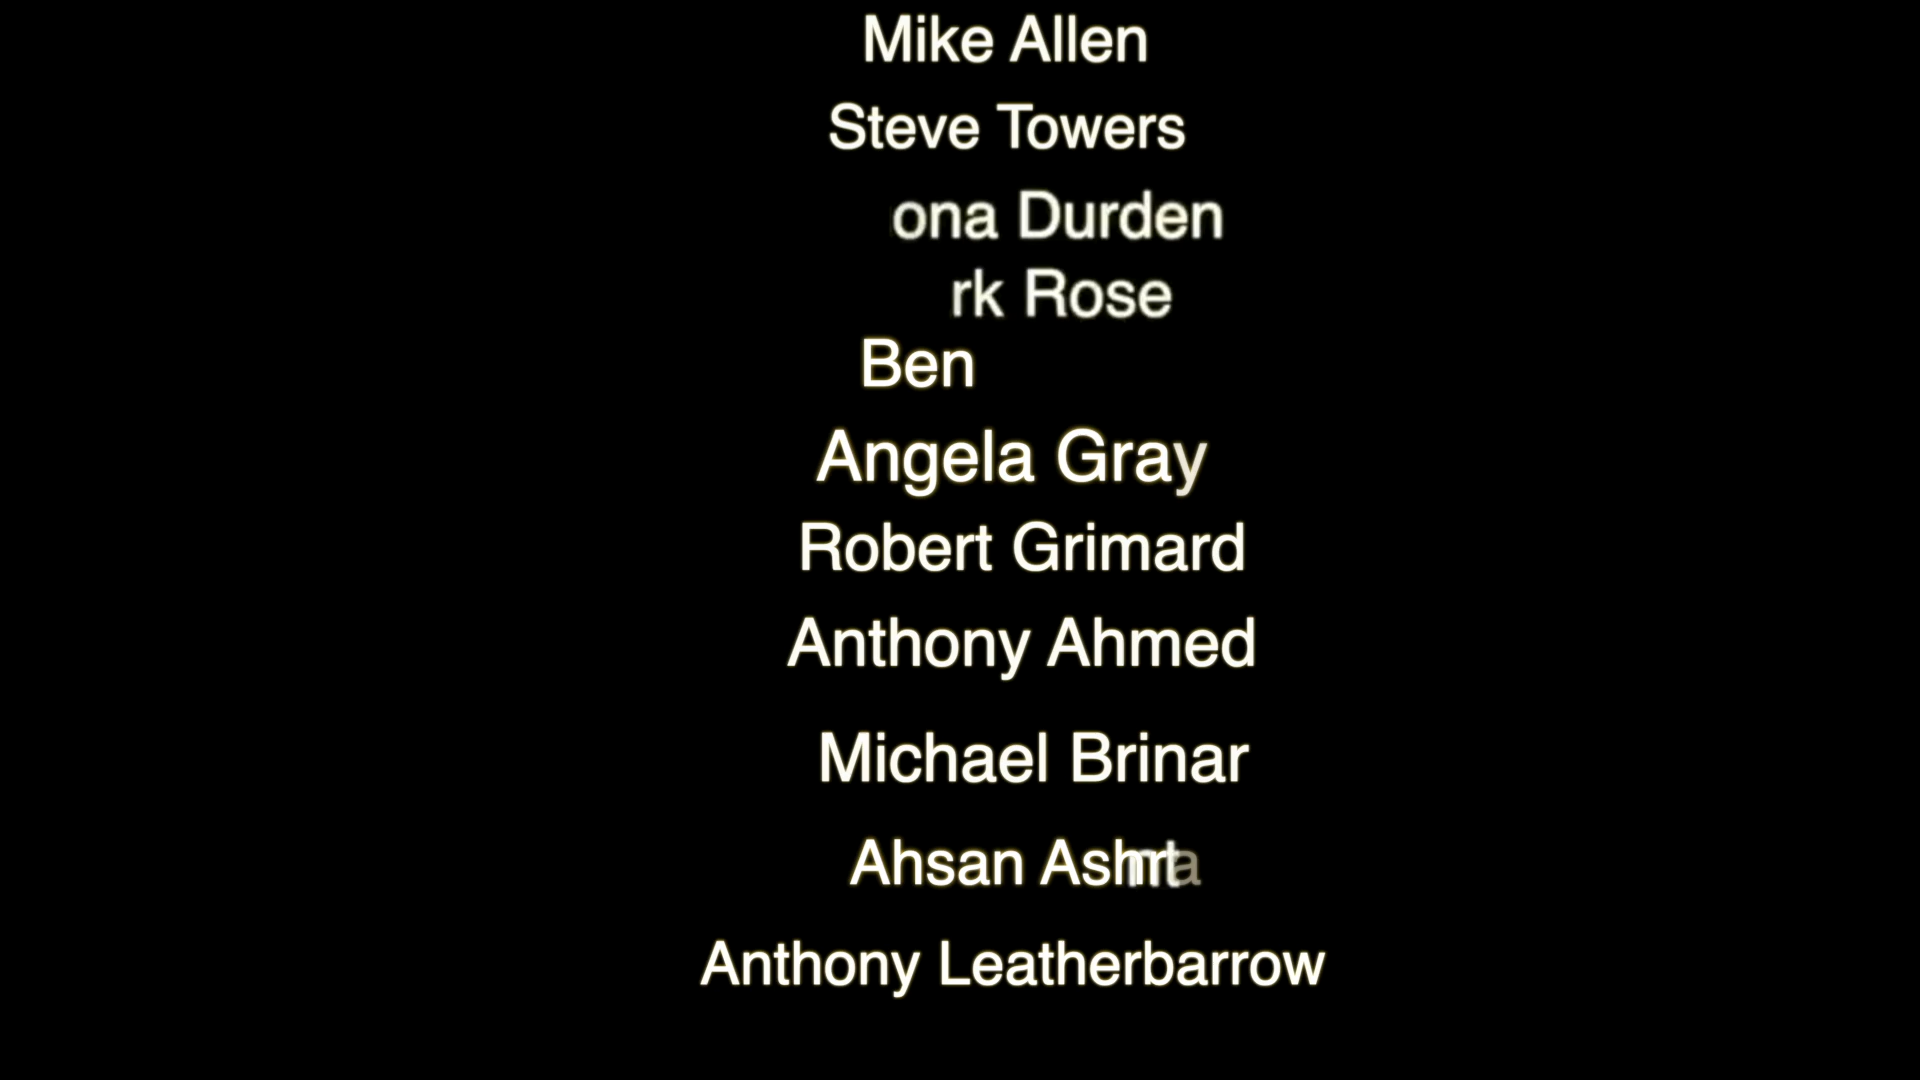 Mike Allen
Steve Towers
ona Durden
rk Rose
Ben
Angela Gray
Robert Grimard
Anthony Ahmed
Michael Brinar
Ahsan
Anthony Leatherbarrow